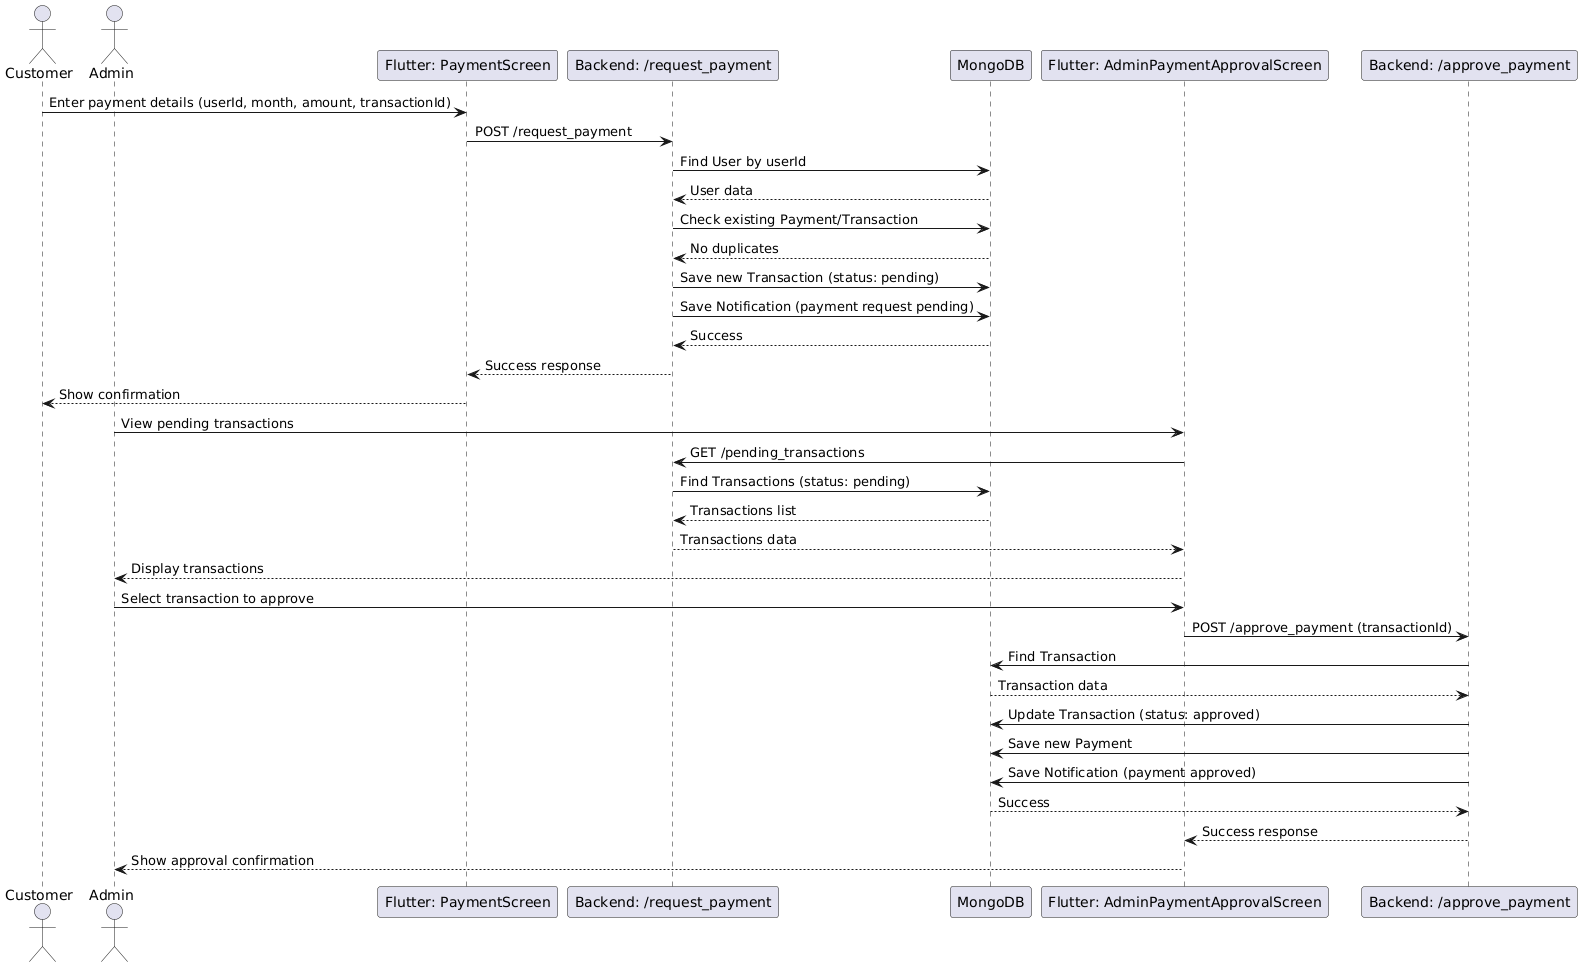 Customer
Admin
Flutter: PaymentScreen
Backend: /request_payment
MongoDB
Flutter: AdminPaymentApprovalScreen
Backend: /approve_payment
Enter payment details (userId, month, amount, transactionId)
POST /request_payment
Find User by userId
User data
Check existing Payment/Transaction
No duplicates
Save new Transaction (status: pending)
Save Notification (payment request pending)
Success
Success response
Show confirmation
View pending transactions
GET /pending_transactions
Find Transactions (status: pending)
Transactions list
Transactions data
Display transactions
Select transaction to approve
POST /approve_payment (transactionId)
Find Transaction
Transaction data
Update Transaction (status: approved)
Save new Payment
Save Notification (payment approved)
Success
Success response
Show approval confirmation
Customer
Admin
Flutter: PaymentScreen
Backend: /request_payment
MongoDB
Flutter: AdminPaymentApprovalScreen
Backend: /approve_payment